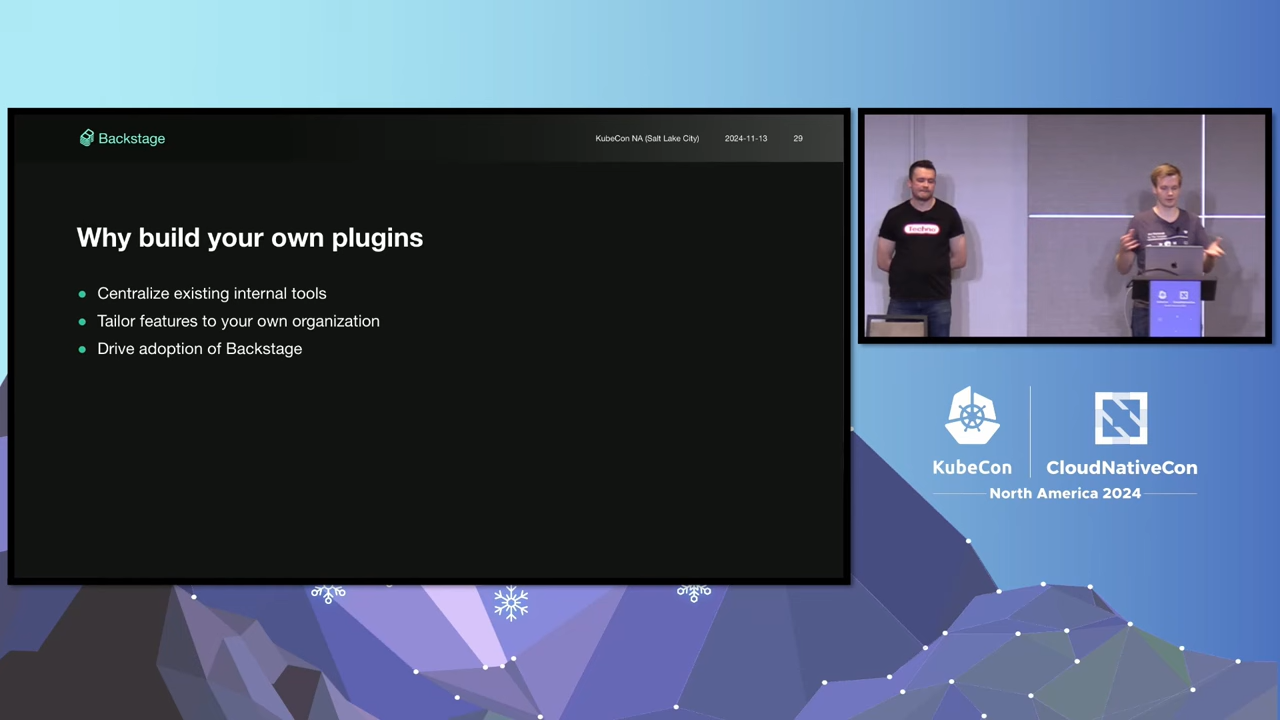 Backstage
KubeCon NA (Salt Lake City) 2024-11-13 29
Why build your own plugins
Centralize existing internal tools
Tailor features to your own organization
Drive adoption of Backstage
Techno
KubeCon
CloudNativeCon
North America 2024